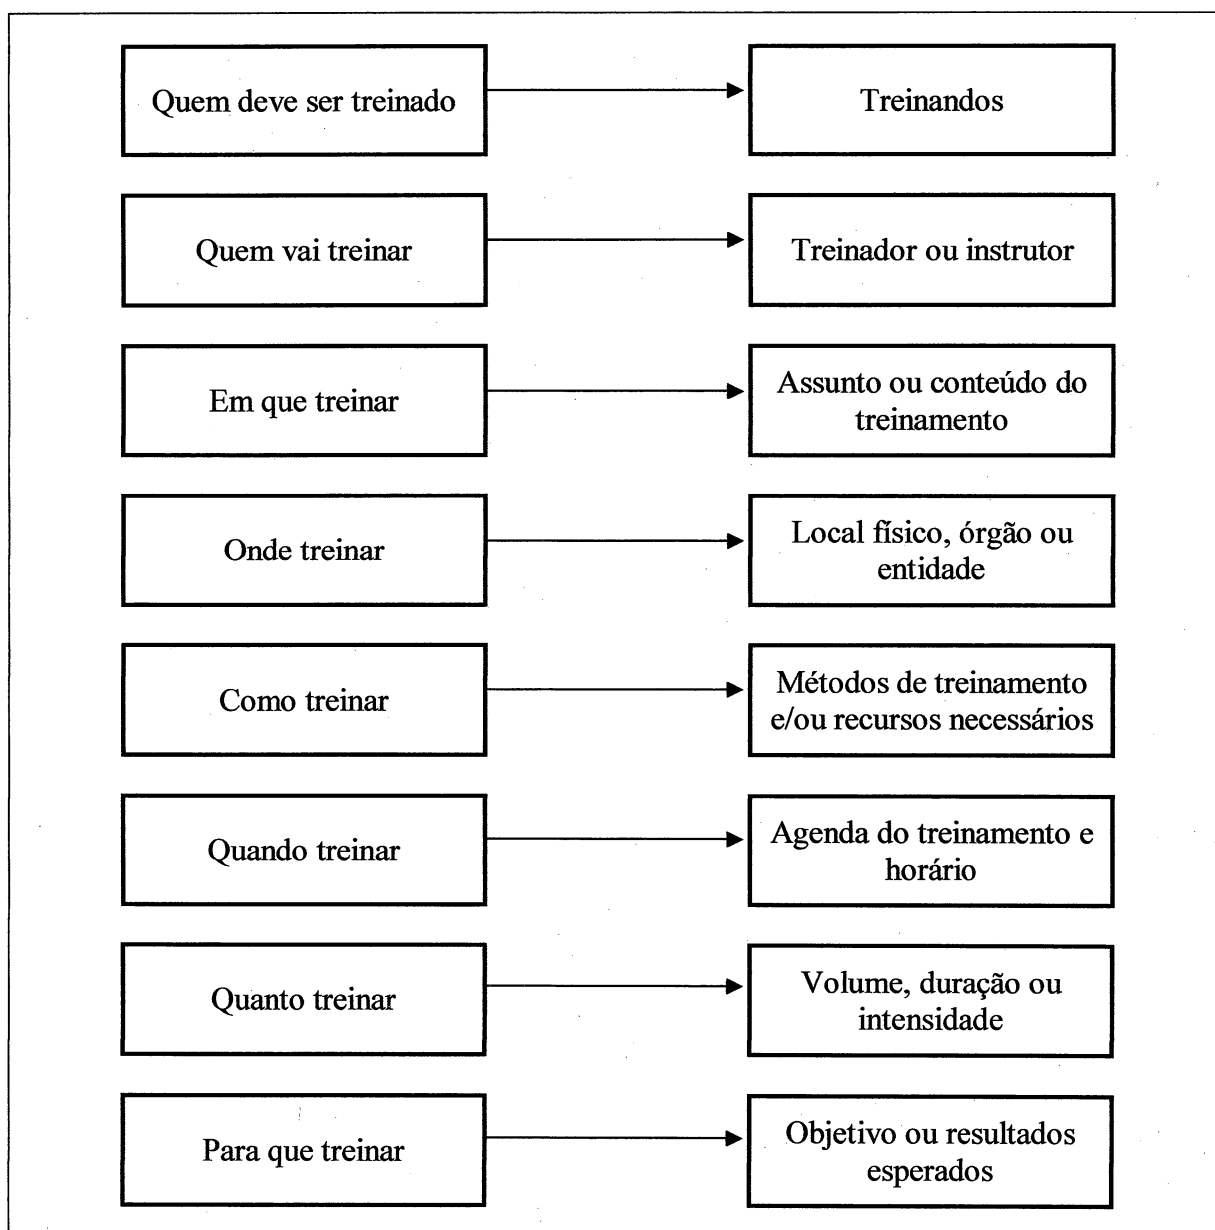 Quem deve ser treinado
Treinandos
Quem vai treinar
Treinador ou instrutor
Em que treinar
Assunto ou conteúdo do
treinamento
Onde treinar
Local físico, órgão ou
entidade
Como treinar
Métodos de treinamento
e/ou recursos necessários
Quando treinar
Agenda do treinamento e
horário
Quanto treinar
Volume, duração ou
intensidade
Para que treinar
Objetivo ou resultados
esperados